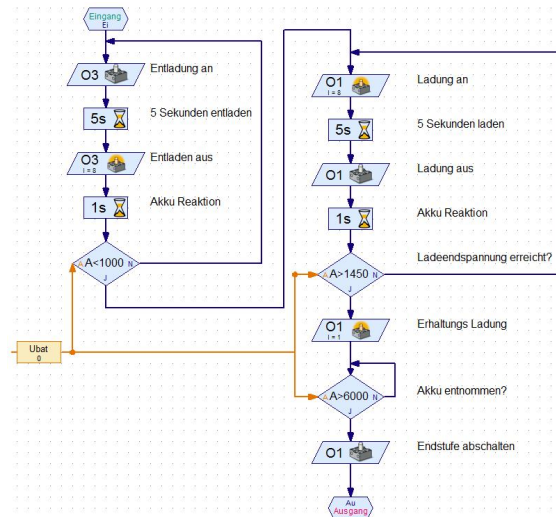 Eingang
Ei
O3
Entladung an
5s
5 Sekunden entladen
O3
I = 8
Entladen aus
1s
Akku Reaktion
A A<1000 N
J
Ubat
0
O1
I = 8
Ladung an
5s
5 Sekunden laden
O1
Ladung aus
1s
Akku Reaktion
A A>1450 N
J
Ladeendspannung erreicht?
O1
I = 1
Erhaltungs Ladung
A A>6000 N
J
Akku entnommen?
O1
Endstufe abschalten
Au
Ausgang